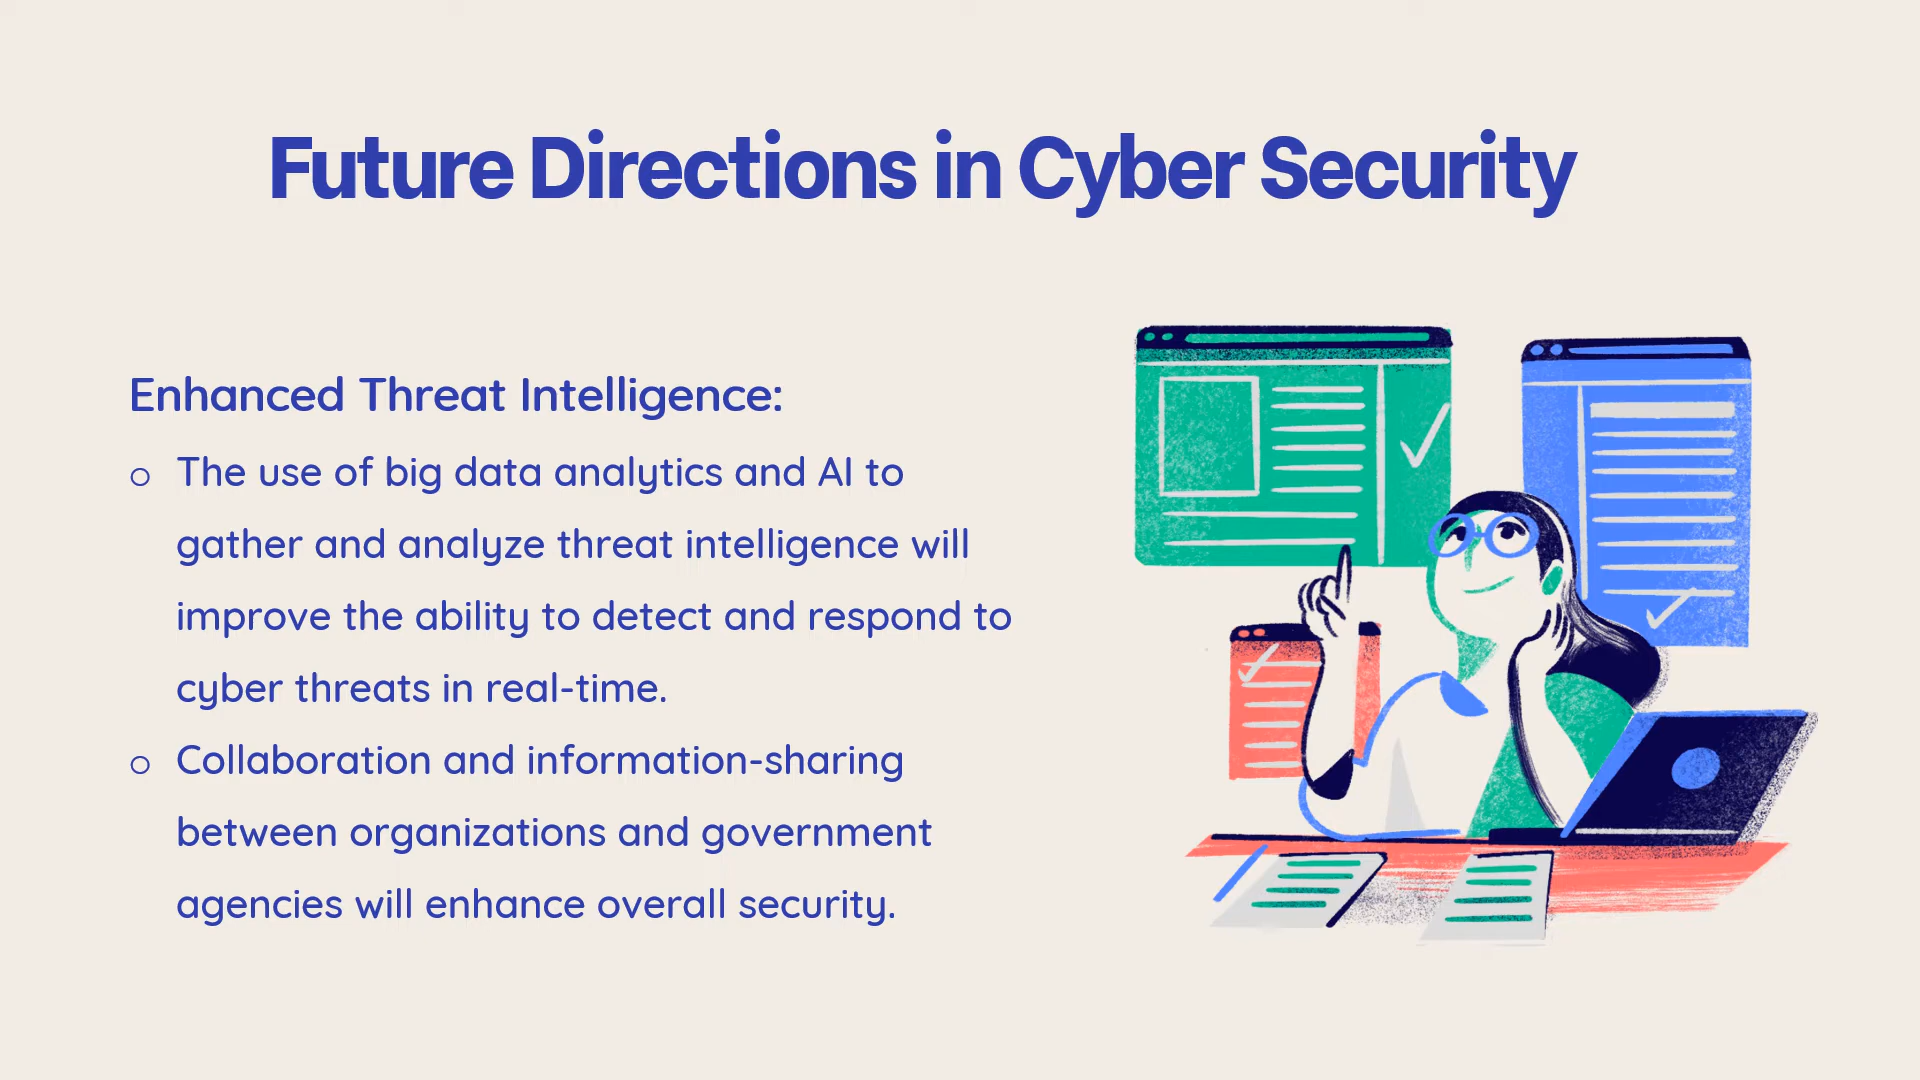 Future Directions in Cyber Security
Enhanced Threat Intelligence:
o The use of big data analytics and AI to
gather and analyze threat intelligence will
improve the ability to detect and respond to
cyber threats in real-time.
o Collaboration and information-sharing
between organizations and government
agencies will enhance overall security.